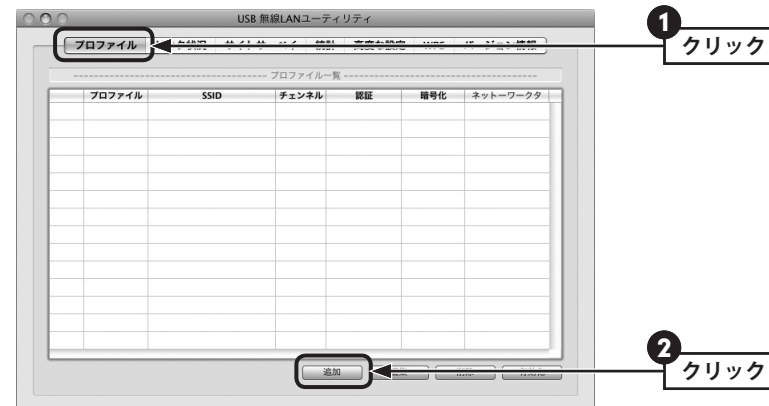 USB 無線LANユーティリティ
プロファイル 統計 WPS
プロファイル一覧
プロファイル SSID チェンネル 認証 暗号化 ネットーワークタ
追加
1 クリック
2 クリック